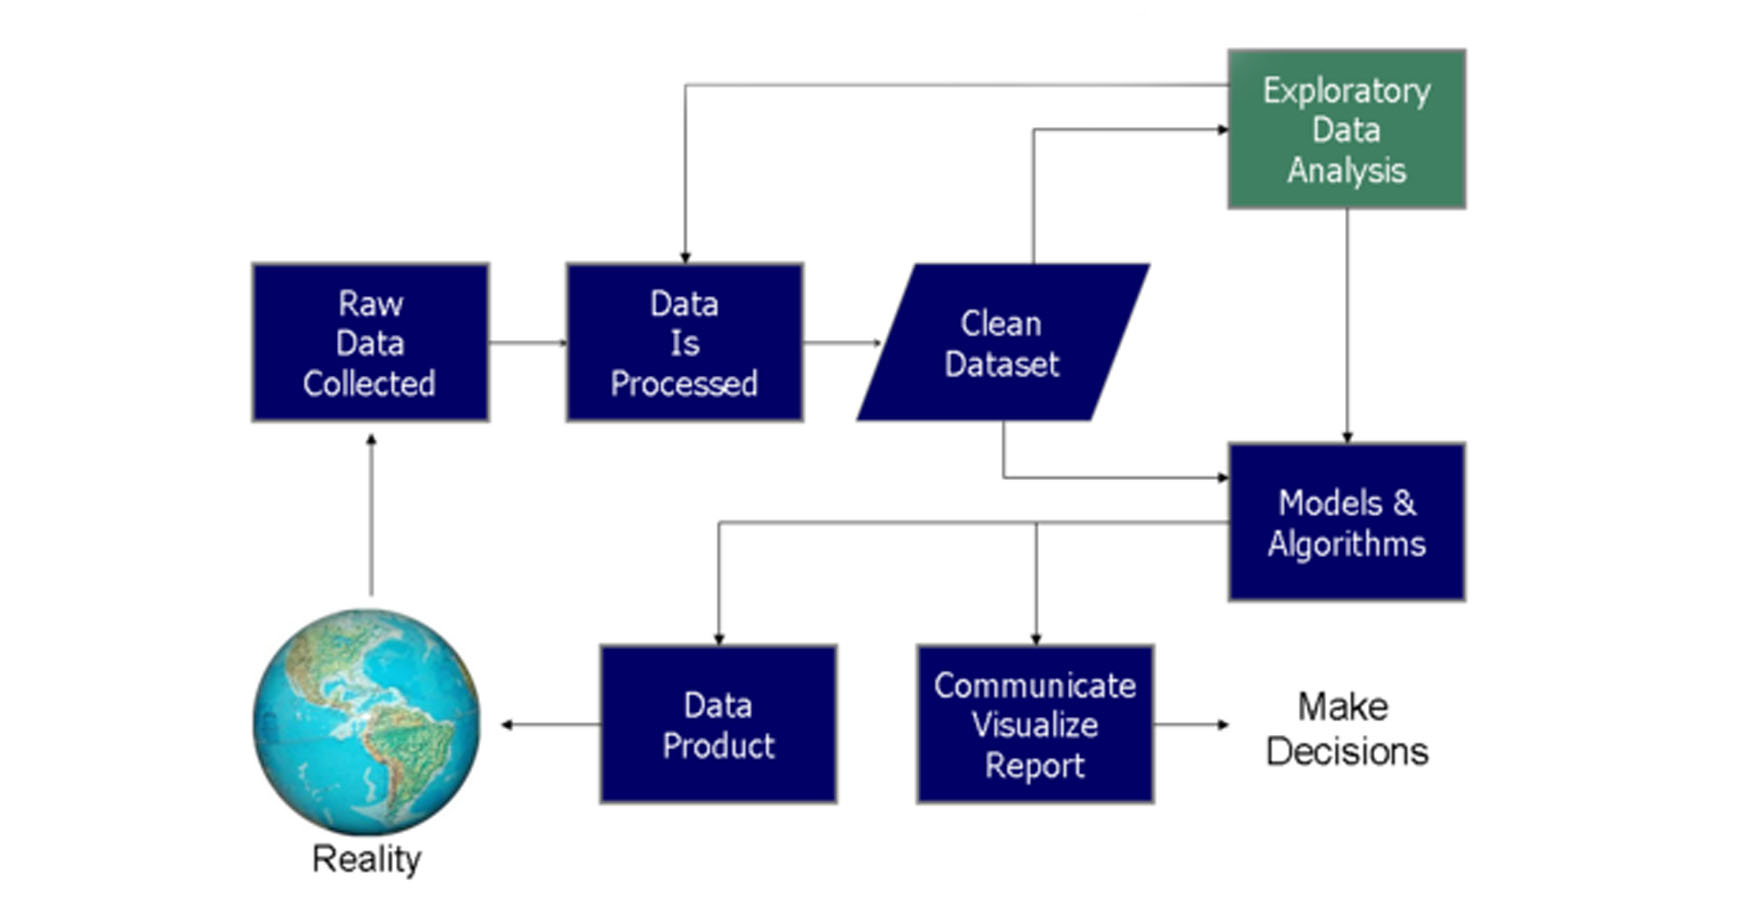 Exploratory
Data
Analysis
Raw
Data
Collected
Data
Is
Processed
Clean
Dataset
Models &
Algorithms
Data
Product
Communicate
Visualize
Report
Make
Decisions
Reality